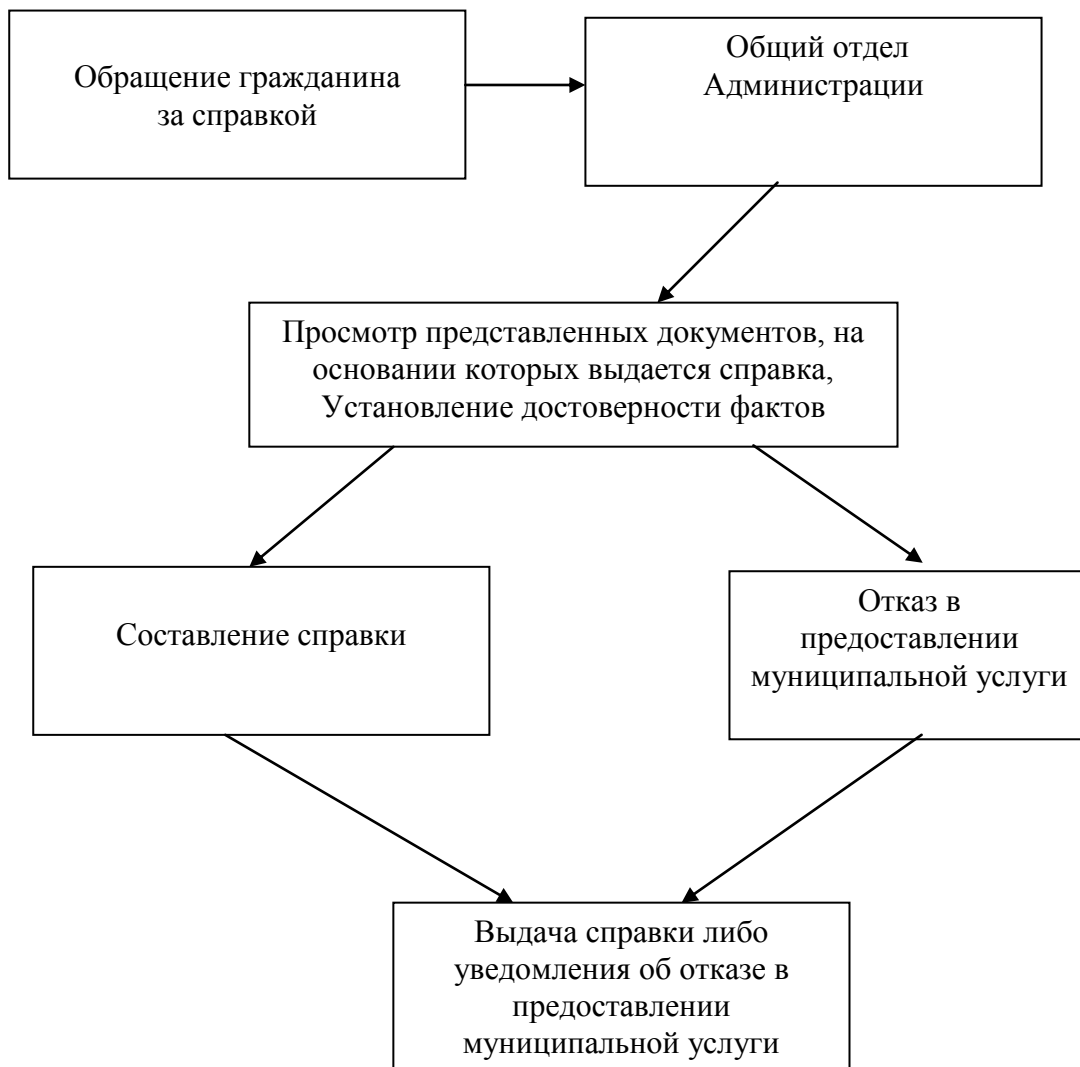 Обращение гражданина
за справкой
Общий отдел
Администрации
Просмотр представленных документов, на
основании которых выдается справка,
Установление достоверности фактов
Составление справки
Отказ в
предоставлении
муниципальной услуги
Выдача справки либо
уведомления об отказе в
предоставлении
муниципальной услуги